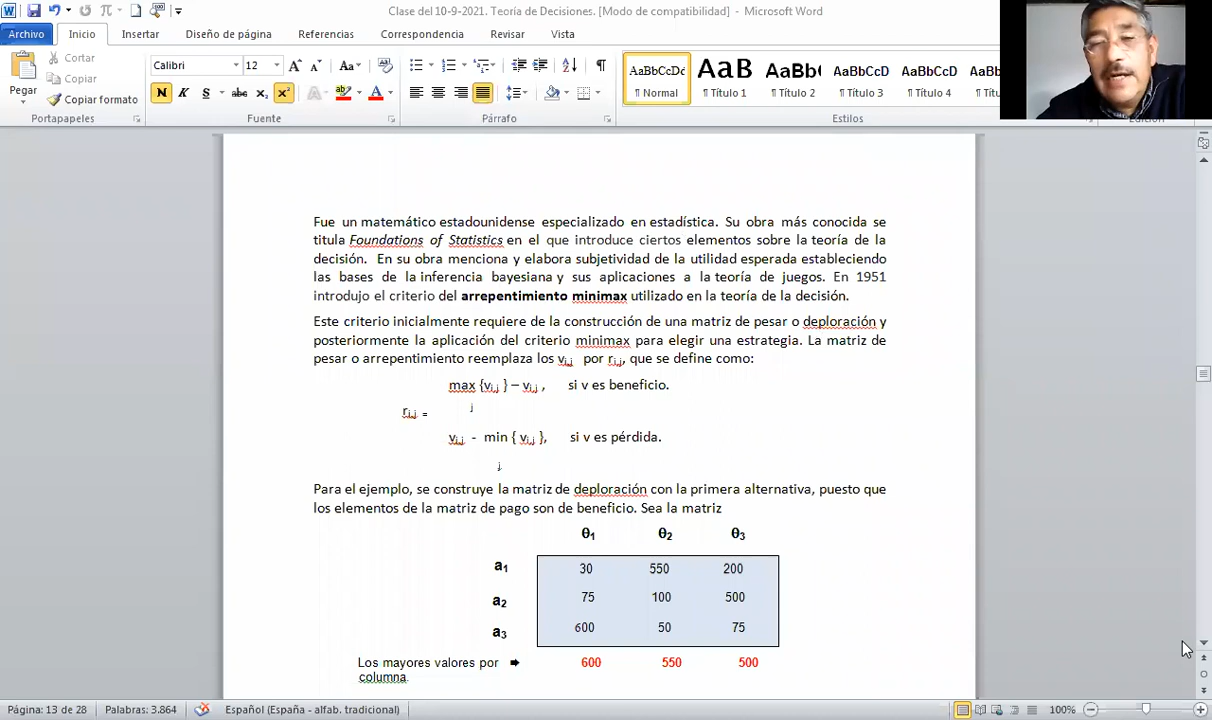 Clase del 10-9-2021. Teoría de Decisiones. [Modo de compatibilidad] - Microsoft Word
Archivo Inicio Insertar Diseño de página Referencias Correspondencia Revisar Vista
Pegar
Cortar
Copiar
Copiar formato
Portapapeles
Calibri 12
Fuente
Párrafo
AaBbCcDc AaB AaBbC AaBbCcD AaBbCcD
¶ Normal ¶ Título 1 ¶ Título 2 ¶ Título 3 ¶ Título 4
Estilos
Fue un matemático estadounidense especializado en estadística. Su obra más conocida se
titula Foundations of Statistics en el que introduce ciertos elementos sobre la teoría de la
decisión. En su obra menciona y elabora subjetividad de la utilidad esperada estableciendo
las bases de la inferencia bayesiana y sus aplicaciones a la teoría de juegos. En 1951
introdujo el criterio del arrepentimiento minimax utilizado en la teoría de la decisión.
Este criterio inicialmente requiere de la construcción de una matriz de pesar o deploración y
posteriormente la aplicación del criterio minimax para elegir una estrategia. La matriz de
pesar o arrepentimiento reemplaza los vi,j por ri,j, que se define como:
max {vi,j } – vi,j , si v es beneficio.
j
ri,j =
vi,j - min { vi,j }, si v es pérdida.
j
Para el ejemplo, se construye la matriz de deploración con la primera alternativa, puesto que
los elementos de la matriz de pago son de beneficio. Sea la matriz
θ1 θ2 θ3
a1 30 550 200
a2 75 100 500
a3 600 50 75
Los mayores valores por 600 550 500
columna.
Página: 13 de 28 Palabras: 3.864 Español (España - alfab. tradicional) 100%